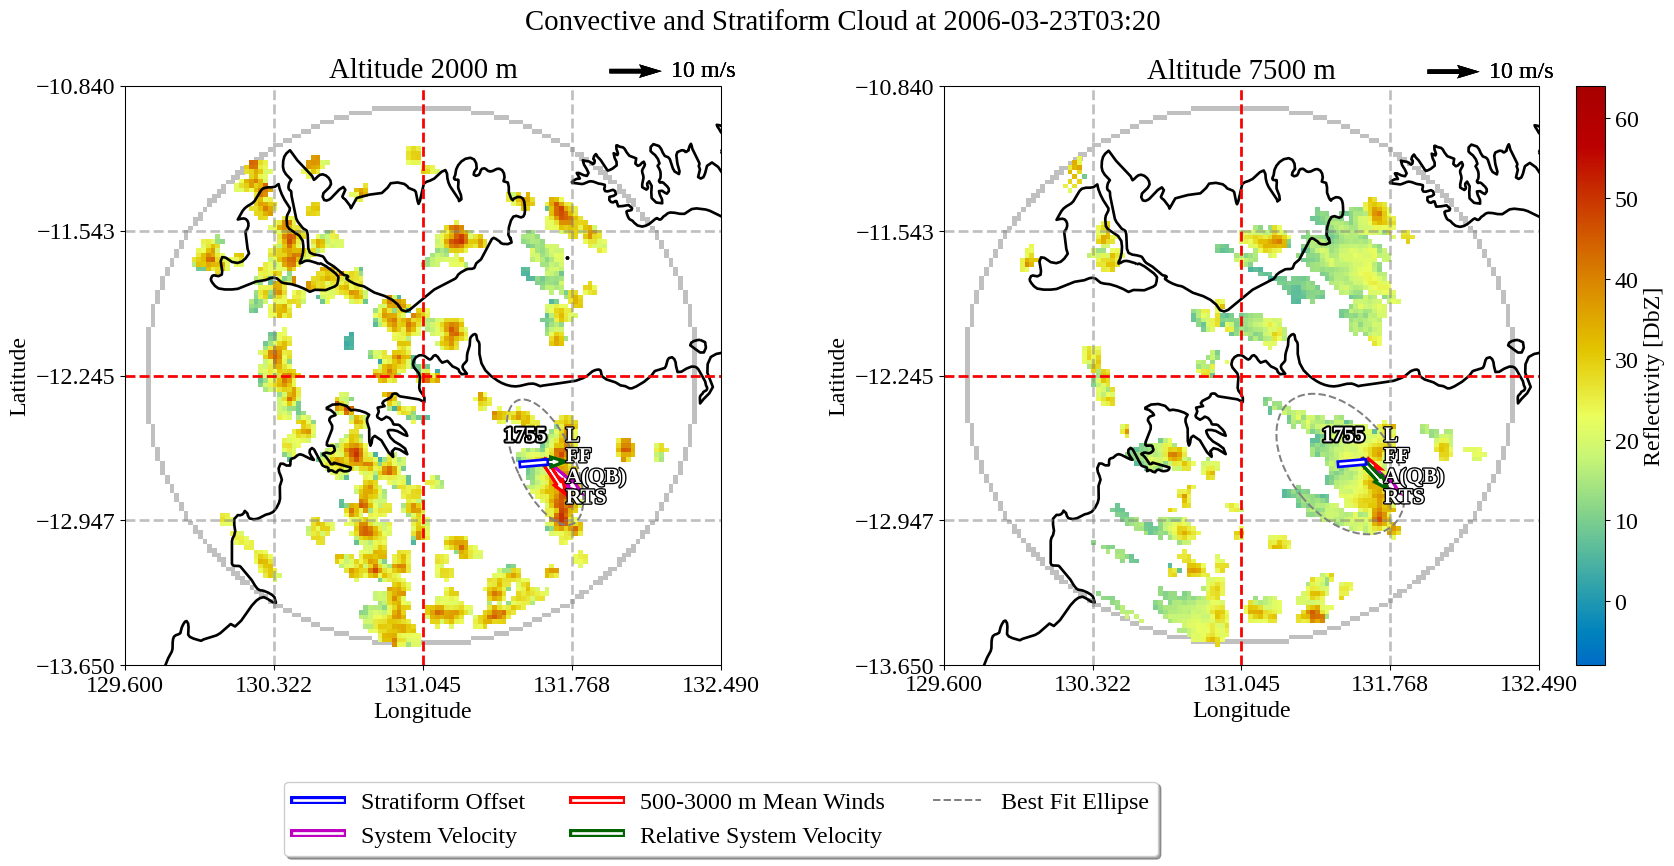 Convective and Stratiform Cloud at 2006-03-23T03:20
Altitude 2000 m
10 m/s
Altitude 7500 m
10 m/s
−10.840
−11.543
−12.245
−12.947
−13.650
Latitude
129.600
130.322
131.045
131.768
132.490
Longitude
1755
L
FF
A(QB)
RTS
−10.840
−11.543
−12.245
−12.947
−13.650
Latitude
129.600
130.322
131.045
131.768
132.490
Longitude
1755
L
FF
A(QB)
RTS
60
50
40
30
20
10
0
Reflectivity [DbZ]
Stratiform Offset
System Velocity
500-3000 m Mean Winds
Relative System Velocity
Best Fit Ellipse